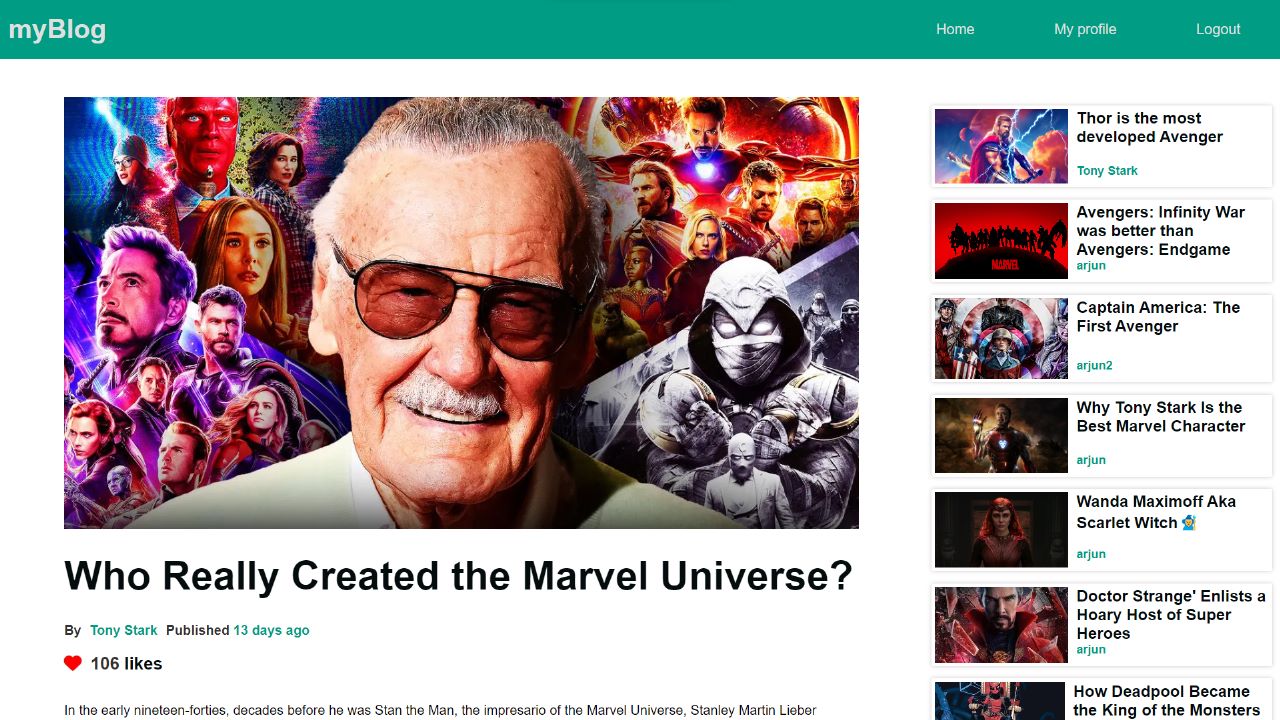 myBlog
Home
My profile
Logout
Who Really Created the Marvel Universe?
By Tony Stark Published 13 days ago
106 likes
In the early nineteen-forties, decades before he was Stan the Man, the impresario of the Marvel Universe, Stanley Martin Lieber
Thor is the most
developed Avenger
Tony Stark
MARVEL
Avengers: Infinity War
was better than
Avengers: Endgame
arjun
Captain America: The
First Avenger
arjun2
Why Tony Stark Is the
Best Marvel Character
arjun
Wanda Maximoff Aka
Scarlet Witch 🧙‍♀️
arjun
Doctor Strange' Enlists a
Hoary Host of Super
Heroes
arjun
How Deadpool Became
the King of the Monsters